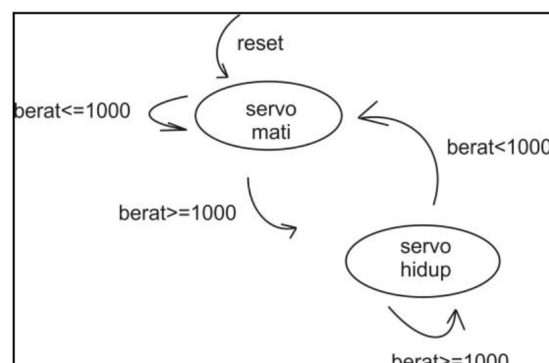 reset
berat<=1000
servo
mati
berat<1000
berat>=1000
servo
hidup
berat>=1000